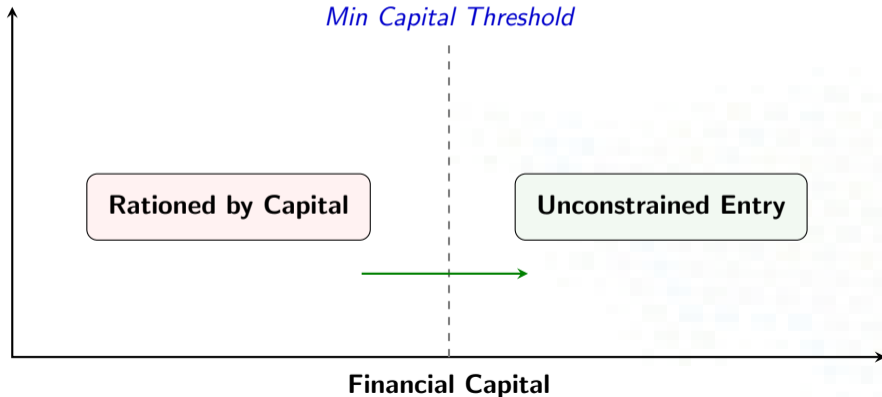 Min Capital Threshold
Rationed by Capital
Unconstrained Entry
Financial Capital